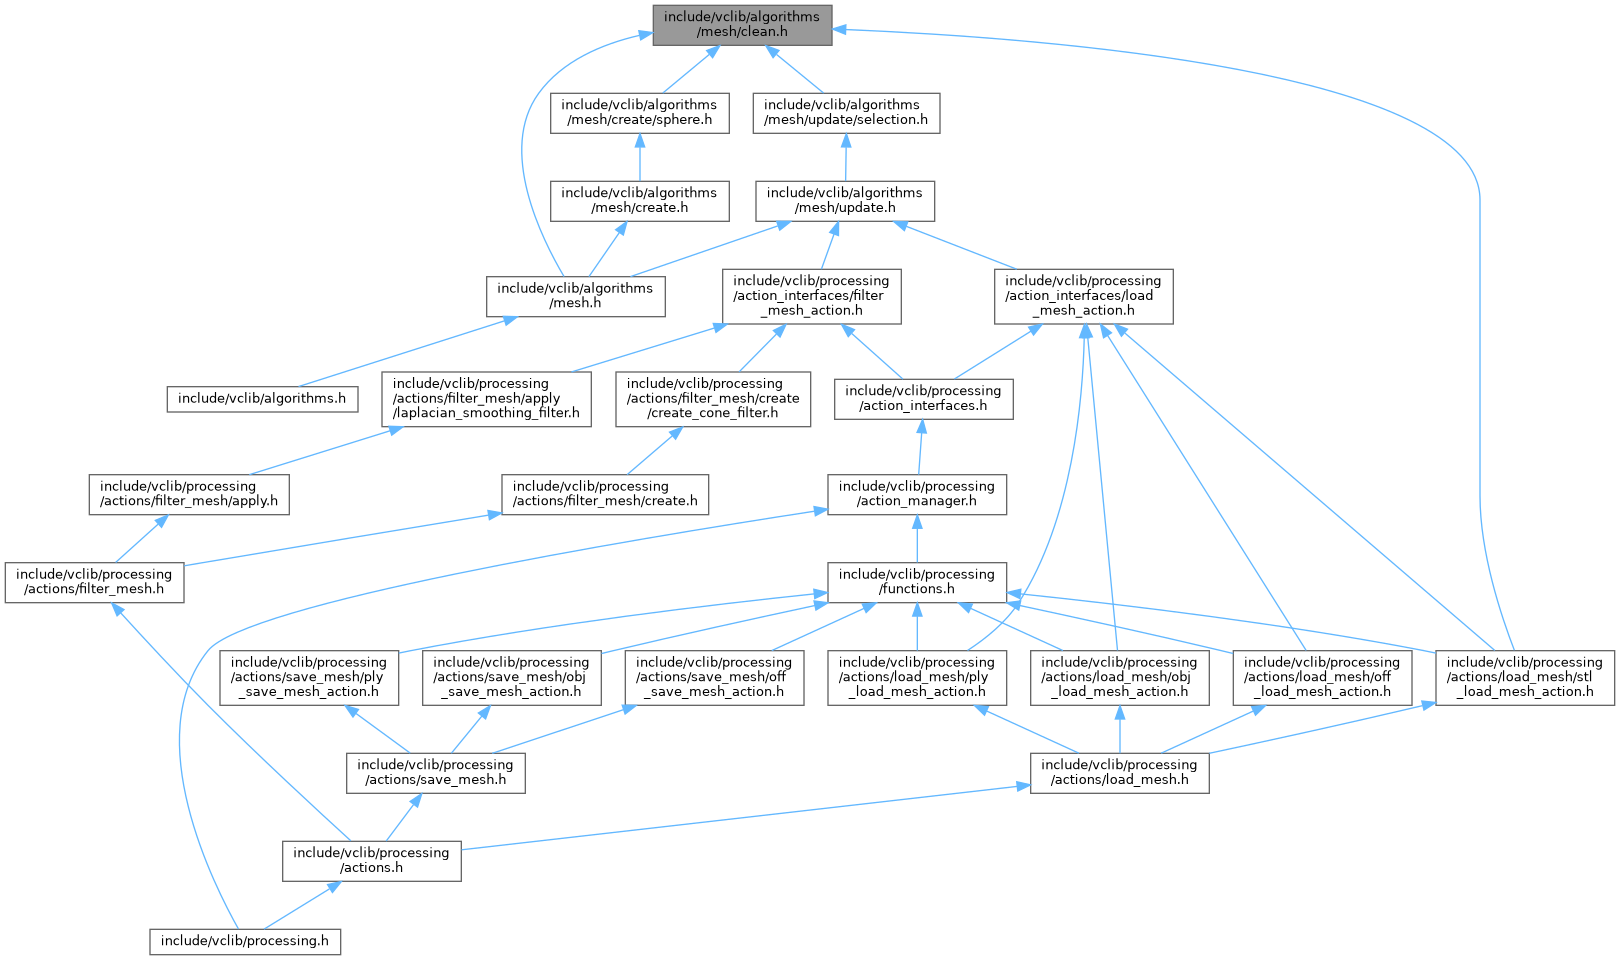 include/vclib/algorithms
/mesh/clean.h
include/vclib/algorithms
/mesh/create/sphere.h
include/vclib/algorithms
/mesh/update/selection.h
include/vclib/algorithms
/mesh/create.h
include/vclib/algorithms
/mesh/update.h
include/vclib/algorithms
/mesh.h
include/vclib/processing
/action_interfaces/filter
_mesh_action.h
include/vclib/processing
/action_interfaces/load
_mesh_action.h
include/vclib/algorithms.h
include/vclib/processing
/actions/filter_mesh/apply
/laplacian_smoothing_filter.h
include/vclib/processing
/actions/filter_mesh/create
/create_cone_filter.h
include/vclib/processing
/action_interfaces.h
include/vclib/processing
/actions/filter_mesh/apply.h
include/vclib/processing
/actions/filter_mesh/create.h
include/vclib/processing
/action_manager.h
include/vclib/processing
/actions/filter_mesh.h
include/vclib/processing
/functions.h
include/vclib/processing
/actions/save_mesh/ply
_save_mesh_action.h
include/vclib/processing
/actions/save_mesh/obj
_save_mesh_action.h
include/vclib/processing
/actions/save_mesh/off
_save_mesh_action.h
include/vclib/processing
/actions/load_mesh/ply
_load_mesh_action.h
include/vclib/processing
/actions/load_mesh/obj
_load_mesh_action.h
include/vclib/processing
/actions/load_mesh/off
_load_mesh_action.h
include/vclib/processing
/actions/load_mesh/stl
_load_mesh_action.h
include/vclib/processing
/actions/save_mesh.h
include/vclib/processing
/actions/load_mesh.h
include/vclib/processing
/actions.h
include/vclib/processing.h